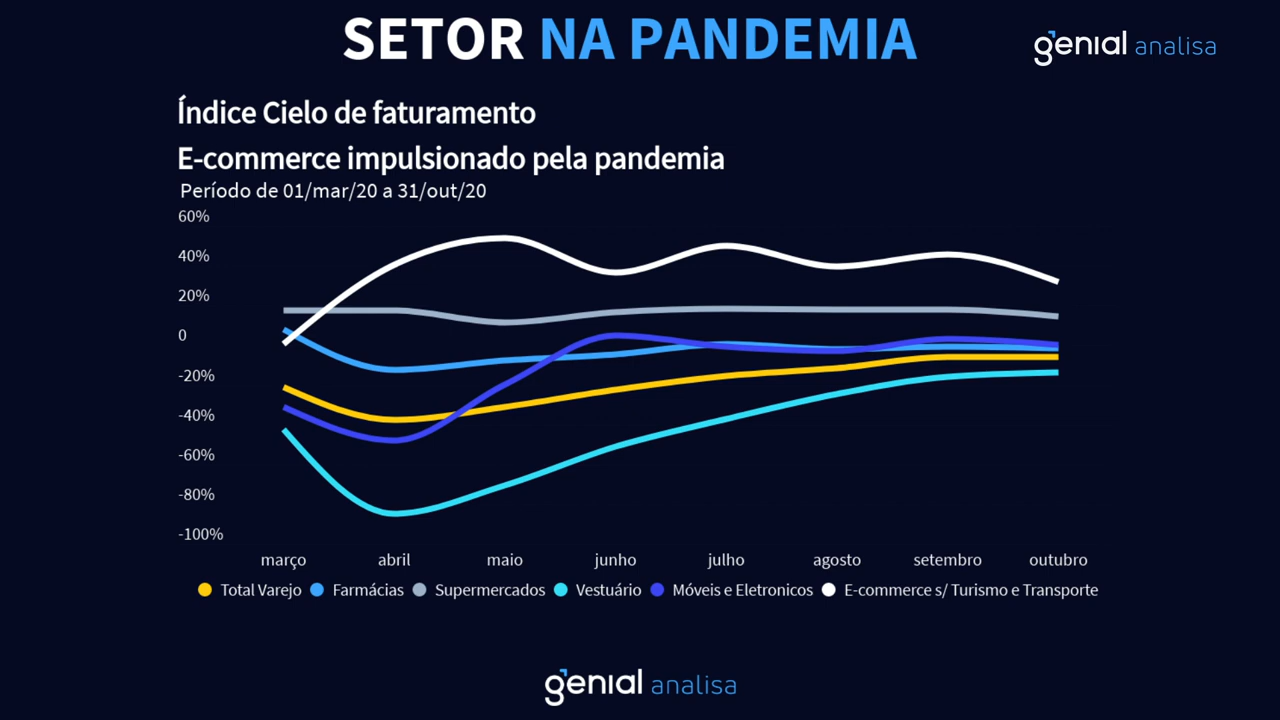 SETOR NA PANDEMIA
genial analisa
Índice Cielo de faturamento
E-commerce impulsionado pela pandemia
Período de 01/mar/20 a 31/out/20
60%
40%
20%
0
-20%
-40%
-60%
-80%
-100%
março abril maio junho julho agosto setembro outubro
Total Varejo Farmácias Supermercados Vestuário Móveis e Eletronicos E-commerce s/ Turismo e Transporte
genial analisa